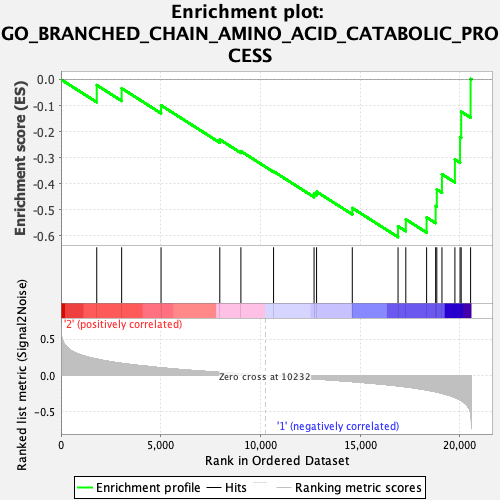 Enrichment plot:
GO_BRANCHED_CHAIN_AMINO_ACID_CATABOLIC_PRO
CESS
Enrichment score (ES)
0.0
-0.1
-0.2
-0.3
-0.4
-0.5
-0.6
'2' (positively correlated)
Ranked list metric (Signal2Noise)
0.5
0.0
-0.5
Zero cross at 10232
'1' (negatively correlated)
0
5,000
10,000
15,000
20,000
Rank in Ordered Dataset
Enrichment profile
Hits
Ranking metric scores